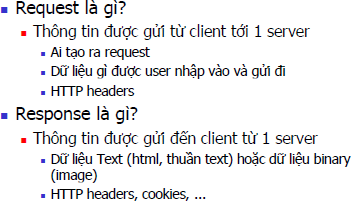 Request là gì?
Thông tin được gửi từ client tới 1 server
Ai tạo ra request
Dữ liệu gì được user nhập vào và gửi đi
HTTP headers
Response là gì?
Thông tin được gửi đến client từ 1 server
Dữ liệu Text (html, thuần text) hoặc dữ liệu binary
(image)
HTTP headers, cookies, ...